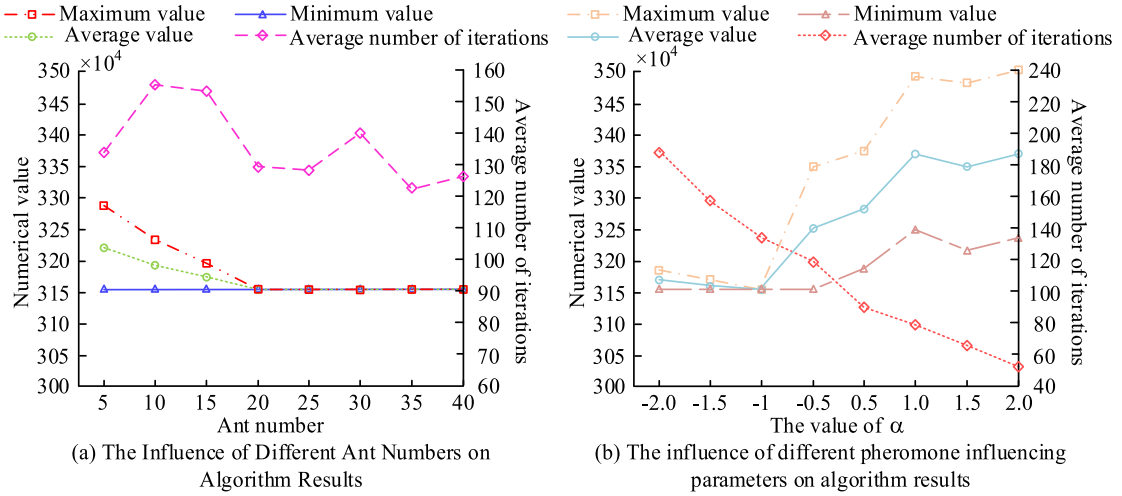 Maximum value
Minimum value
Average value
Average number of iterctions
×10⁴
350
345
340
335
330
325
320
315
310
305
300
Numerical value
160
150
140
130
120
110
100
90
80
70
60
Average number of iterctions
5 10 15 20 25 30 35 40
Ant number
(a) The Influence of Different Ant Numbers on
Algorithm Results
Maximum value
Minimum value
Average value
Average number of iterctions
×10⁴
350
345
340
335
330
325
320
315
310
305
300
Numerical value
240
220
200
180
160
140
120
100
80
60
40
Average number of iterctions
-2.0 -1.5 -1 -0.5 0.5 1.0 1.5 2.0
The value of α
(b) The influence of different pheromone influencing
parameters on algorithm results